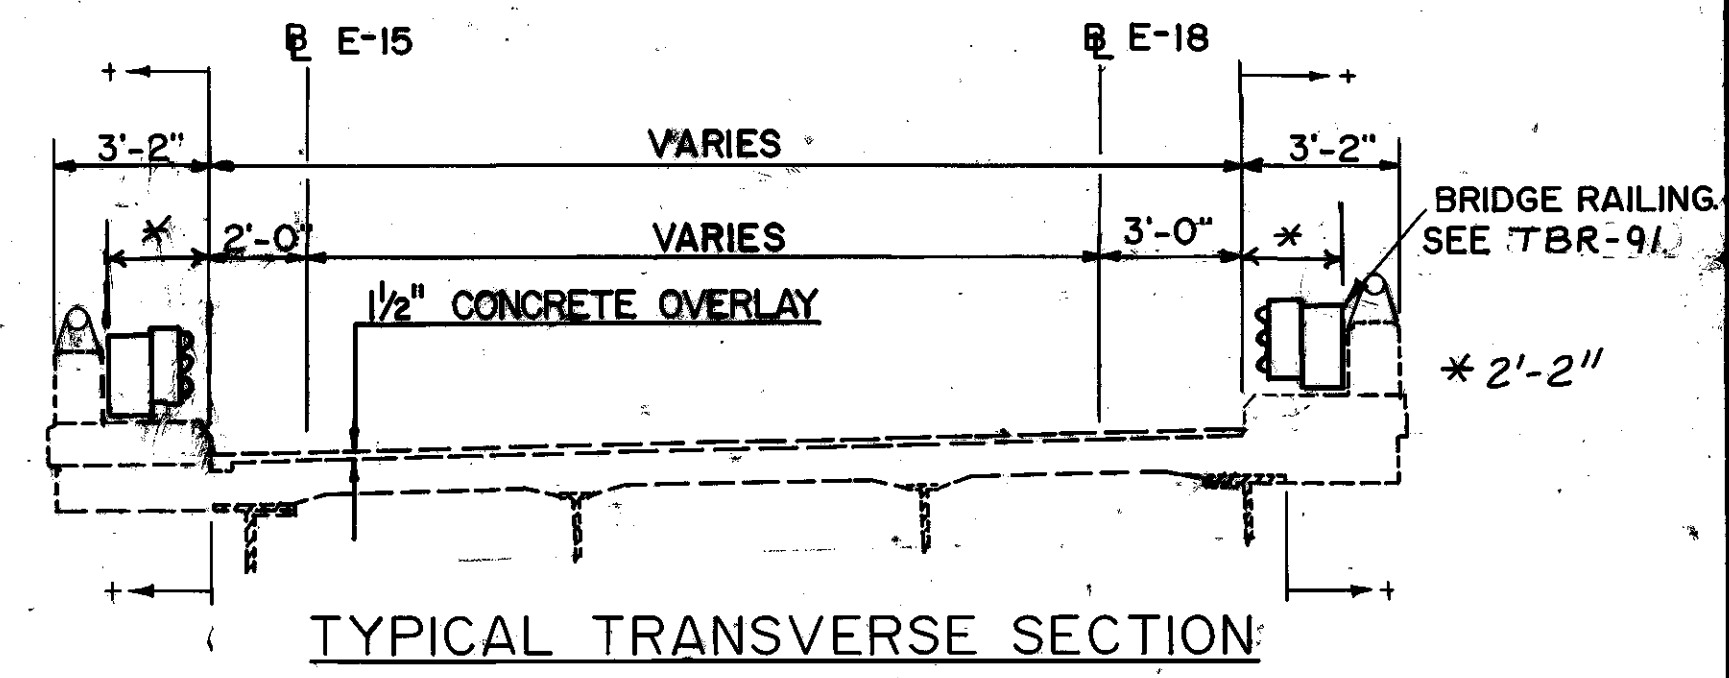 ℄ E-15
℄ E-18
+
+
3'-2"
VARIES
3'-2"
BRIDGE RAILING.
SEE TBR-91
*
2'-0"
VARIES
3'-0"
*
1½" CONCRETE OVERLAY
* 2'-2"
+
+
TYPICAL TRANSVERSE SECTION